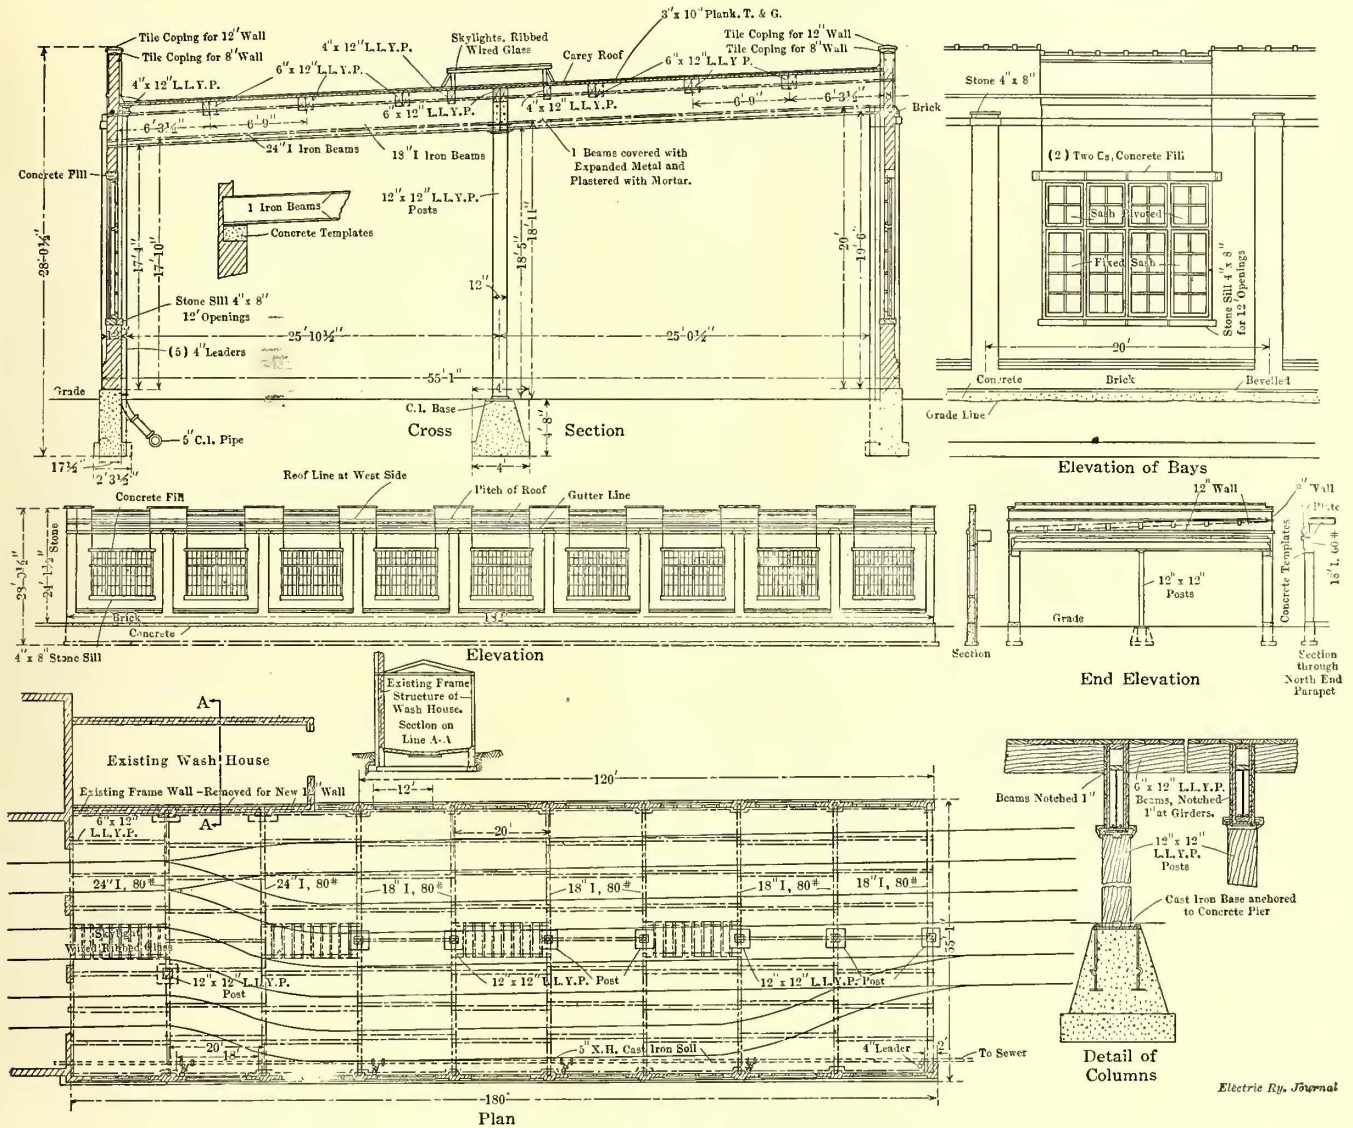 Tile Coping for 12" Wall
Tile Coping for 8" Wall
4" x 12" L.L.Y.P.
6" x 12" L.L.Y.P.
4" x 12" L.L.Y.P.
Skylights. Ribbed
Wired Glass
3" x 10" Plank. T. & G.
Carey Roof
6" x 12" L.L.Y.P.
Tile Coping for 12" Wall
Tile Coping for 8" Wall
6' 3½"
6'-9"
24" I Iron Beams
18" I Iron Beams
6" x 12" L.L.Y.P.
4" x 12" L.L.Y.P.
6'-9"
6'-3½"
Brick
Concrete Fill
I Iron Beams
Concrete Templates
12" x 12" L.L.Y.P.
Posts
I Beams covered with
Expanded Metal and
Plastered with Mortar.
28'-0½"
17'-4"
17'-10"
18'-5"
18'-11"
20'
19'-6"
12"
Stone Sill 4" x 8"
12' Openings
25' 10½"
25'-0½"
(5) 4" Leaders
55'-1"
4'
Grade
C.I. Base
4'-8"
5" C.I. Pipe
17½"
2' 3½"
4'
Cross Section
Stone 4" x 8"
(2) Two Cs, Concrete Fill
Sash Pivoted
Fixed Sash
Stone Sill 4" x 8"
for 12' Openings
20'
Concrete
Brick
Bevelled
Grade Line
Elevation of Bays
Concrete Fill
Roof Line at West Side
Pitch of Roof
Gutter Line
28'-0½"
24'-1½"
Stone
Brick
182'
Concrete
4" x 8" Stone Sill
Elevation
12" Wall
Wall
12" x 12"
Posts
Grade
Concrete Templates
18" I, 60#
Section
End Elevation
Section
through
North End
Parapet
Existing Frame
Structure of
Wash House.
Section on
Line A-A
A
Existing Wash House
Existing Frame Wall - Removed for New Wall
A
120'
12'
6" x 12"
L.L.Y.P.
20'
24" I, 80#
24" I, 80#
18" I, 80#
18" I, 80#
18" I, 80#
18" I, 80#
Skylight
Wired Ribbed Glass
55'-1"
12" x 12" L.L.Y.P.
Post
12" x 12" L.L.Y.P. Post
12" x 12" L.L.Y.P. Post
20'
18'
5" X.H. Cast Iron Soil
4" Leader
2'
To Sewer
180'
Plan
Beams Notched 1"
6" x 12" L.L.Y.P.
Beams, Notched
1" at Girders.
12" x 12"
L.L.Y.P.
Posts
Cast Iron Base anchored
to Concrete Pier
Detail of
Columns
Electric Ry. Journal